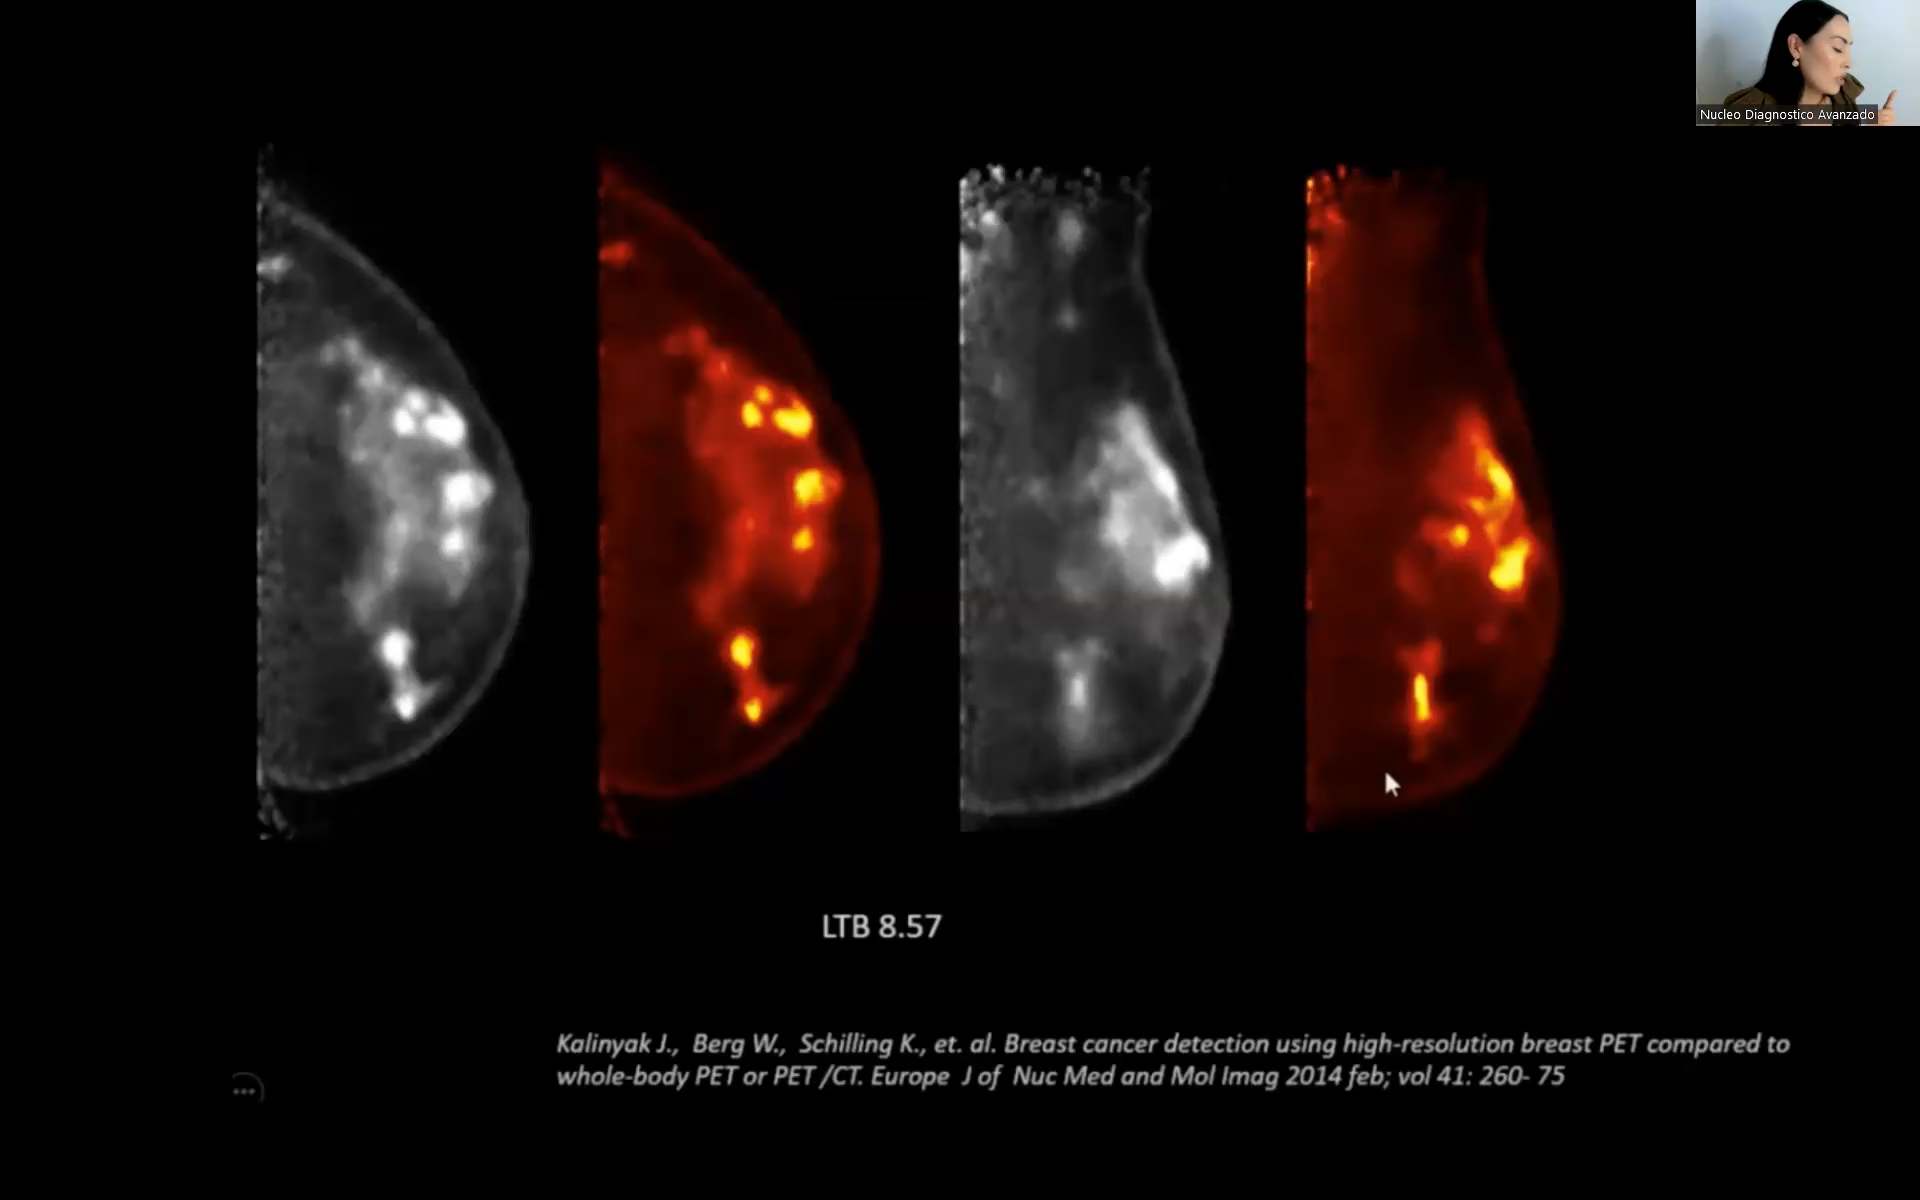 Nucleo Diagnostico Avanzado
LTB 8.57
Kalinyak J., Berg W., Schilling K., et. al. Breast cancer detection using high-resolution breast PET compared to
whole-body PET or PET /CT. Europe J of Nuc Med and Mol Imag 2014 feb; vol 41: 260- 75